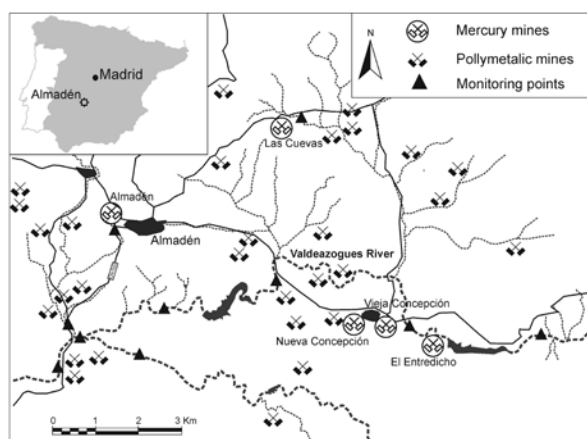 Madrid
Almadén
N
Mercury mines
Pollymetalic mines
Monitoring points
Las Cuevas
Almadén
Almadén
Valdeazogues River
Vieja Concepción
Nueva Concepción
El Entredicho
0 1 2 3 Km